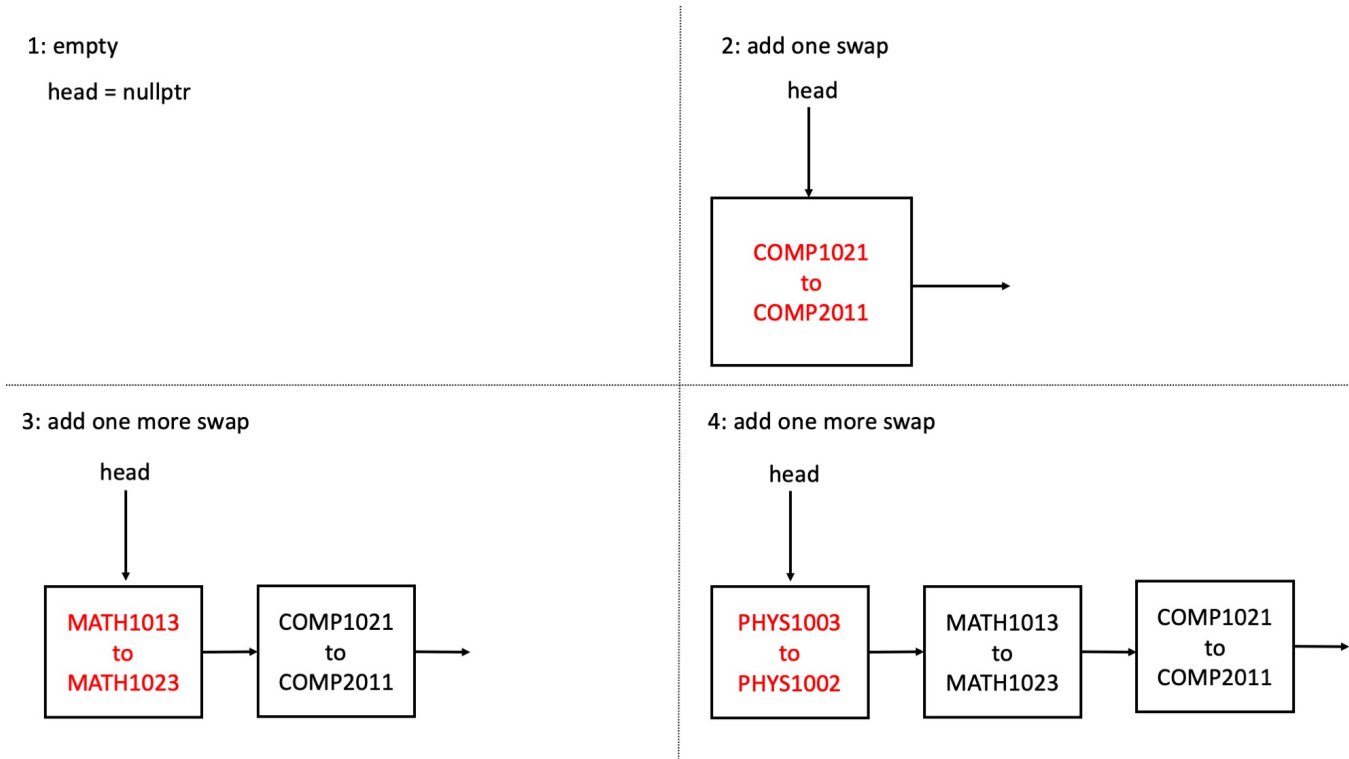 1: empty
head = nullptr
2: add one swap
head
COMP1021
to
COMP2011
3: add one more swap
head
MATH1013
to
MATH1023
COMP1021
to
COMP2011
4: add one more swap
head
PHYS1003
to
PHYS1002
MATH1013
to
MATH1023
COMP1021
to
COMP2011